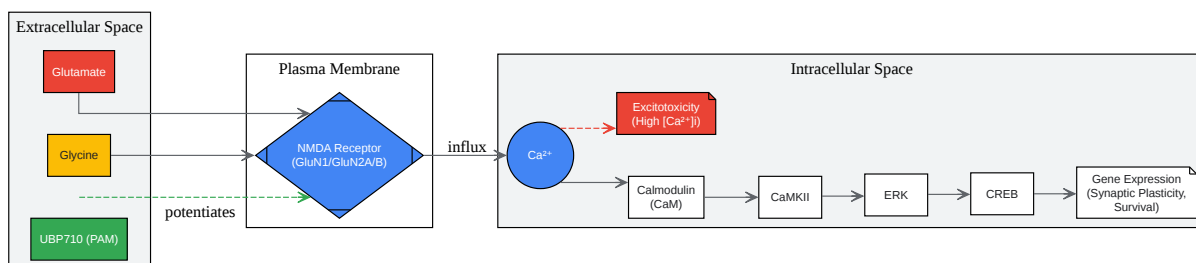 Extracellular Space
Glutamate
Glycine
potentiates
UBP710 (PAM)
Plasma Membrane
NMDA Receptor
(GluN1/GluN2A/B)
influx
Intracellular Space
Ca²⁺
Excitotoxicity
(High [Ca²⁺]i)
Calmodulin
(CaM)
CaMKII
ERK
CREB
Gene Expression
(Synaptic Plasticity,
Survival)